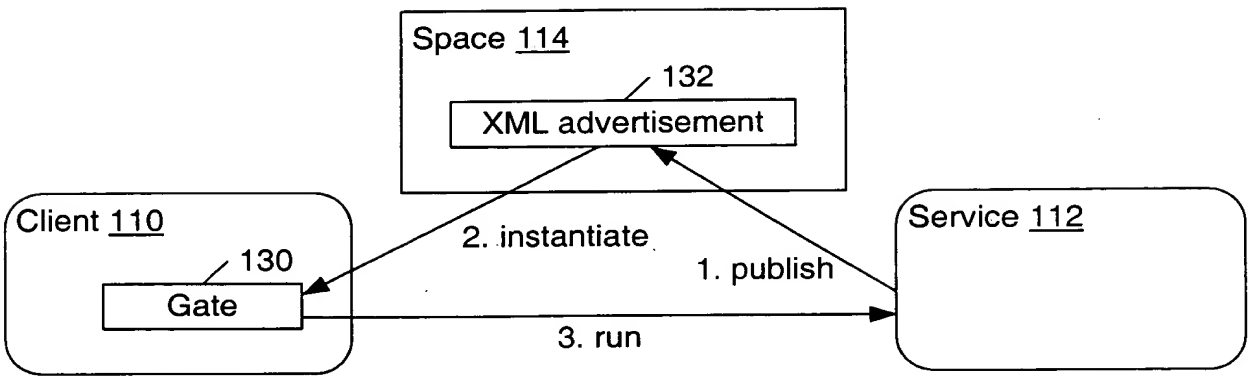 Space 114
132
XML advertisement
Client 110
Service 112
2. instantiate
130
1. publish
Gate
3. run